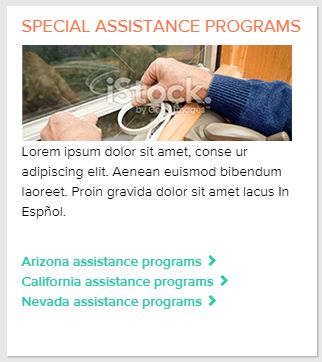 SPECIAL ASSISTANCE PROGRAMS
iStock
by Getty Images
Lorem ipsum dolor sit amet, conse ur
adipiscing elit. Aenean euismod bibendum
laoreet. Proin gravida dolor sit amet lacus In
Espñol.
Arizona assistance programs
California assistance programs
Nevada assistance programs